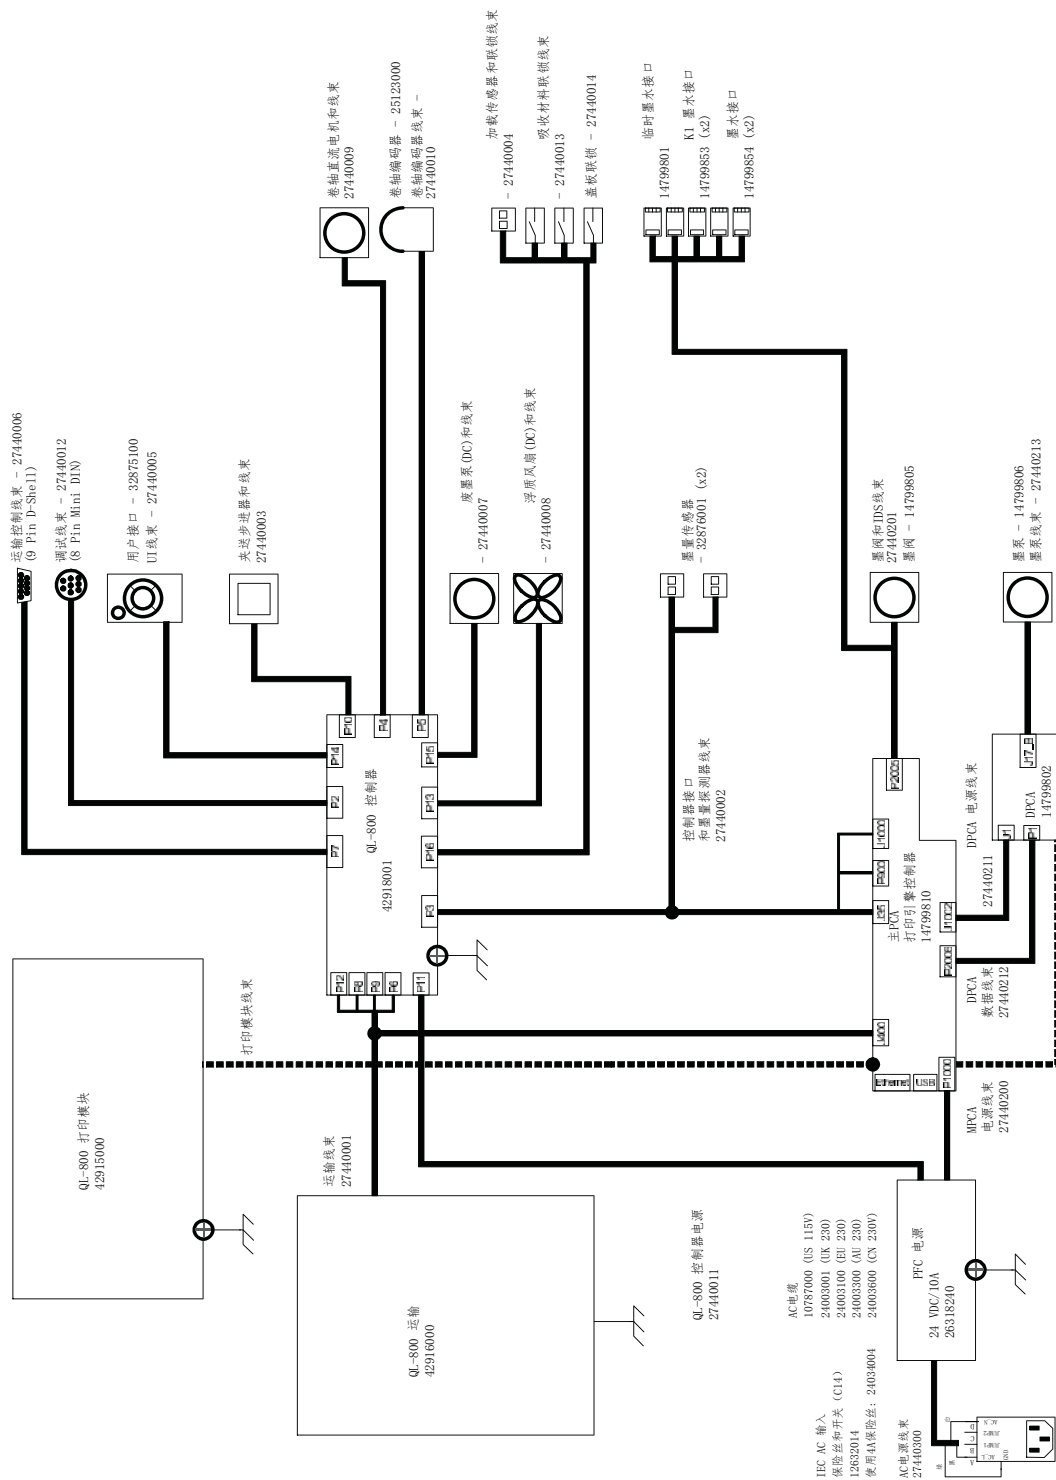 运输控制线束 - 27440006
(9 Pin D-Shell)
调试线束 - 27440012
(8 Pin Mini DIN)
用户接口 - 32875100
UI线束 - 27440005
夹送步进器和线束
27440003
卷轴直流电机和线束
27440009
卷轴编码器 - 25123000
卷轴编码器线束 -
27440010
加载传感器和联锁线束
- 27440004
吸收材料联锁线束
- 27440013
盖板联锁 - 27440014
临时墨水接口
14799801
K1 墨水接口
14799853 (x2)
墨水接口
14799854 (x2)
废墨泵(DC)和线束
- 27440007
浮质风扇(DC)和线束
- 27440008
墨量传感器
- 32876001 (x2)
墨阀和IDS线束
27440201
墨阀 - 14799805
墨泵 - 14799806
墨泵线束 - 27440213
P10
P4
P5
P14
P2
P7
P15
P13
P16
P3
P12
P8
P9
P6
P11
QL-800 控制器
42918001
控制器接口
和墨量探测器线束
27440002
P2005
J1000
P900
J35
J1002
P2006
J400
Ethernet
USB
P1000
主PCA
打印引擎控制器
14799810
DPCA 电源线束
27440211
J17_B
J1
P1
DPCA
14799802
DPCA
数据线束
27440212
MPCA
电源线束
27440200
打印模块线束
QL-800 打印模块
42915000
运输线束
27440001
QL-800 运输
42916000
QL-800 控制器电源
27440011
AC电缆
10787000 (US 115V)
24003001 (UK 230)
24003100 (EU 230)
24003300 (AU 230)
24003600 (CN 230V)
PFC 电源
24 VDC/10A
26318240
IEC AC 输入
保险丝和开关 (C14)
12632014
使用4A保险丝: 24034004
AC电源线束
27440300
AC_N
AC_L
GND
A
B
C
D